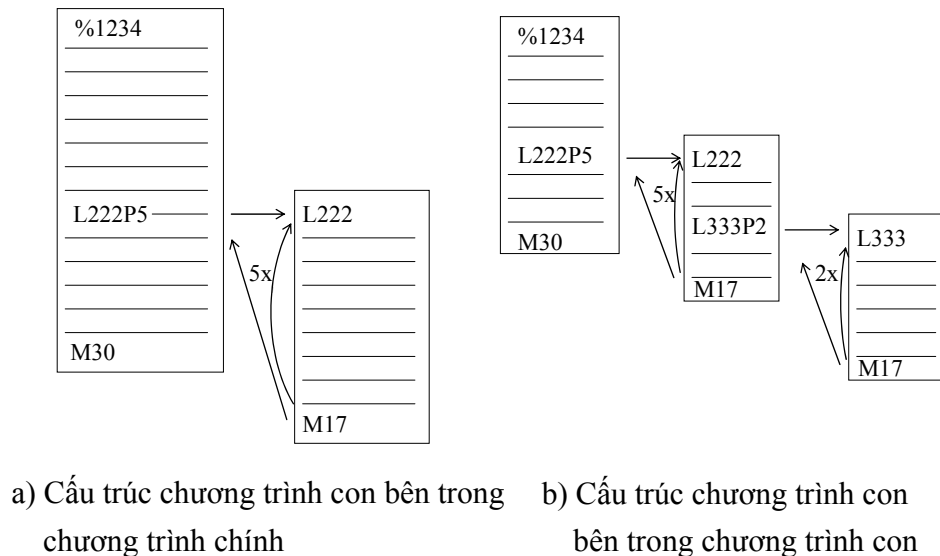 %1234
L222P5
M30
L222
5x
M17
%1234
L222P5
M30
L222
5x
L333P2
M17
L333
2x
M17
a) Cấu trúc chương trình con bên trong
chương trình chính
b) Cấu trúc chương trình con
bên trong chương trình con